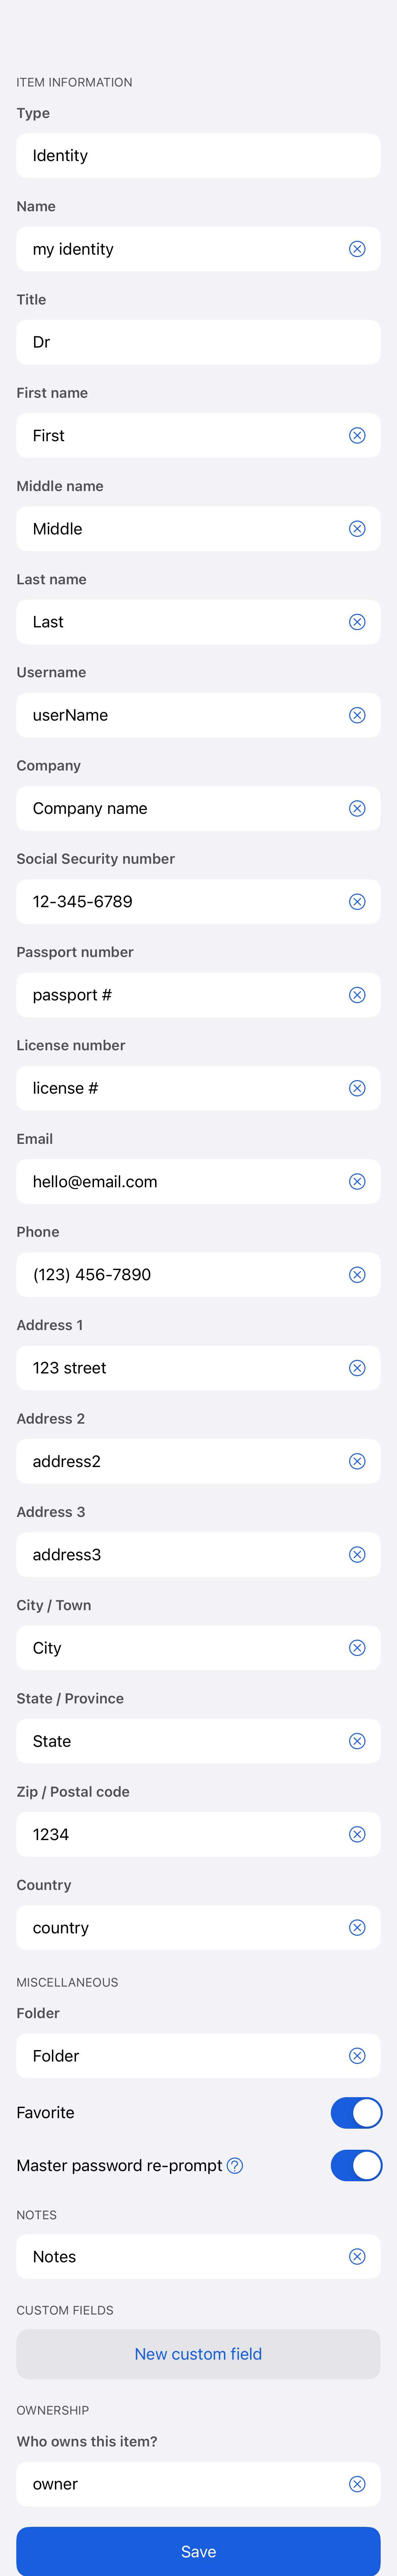 ITEM INFORMATION
Type
Identity
Name
my identity
Title
Dr
First name
First
Middle name
Middle
Last name
Last
Username
userName
Company
Company name
Social Security number
12-345-6789
Passport number
passport #
License number
license #
Email
hello@email.com
Phone
(123) 456-7890
Address 1
123 street
Address 2
address2
Address 3
address3
City / Town
City
State / Province
State
Zip / Postal code
1234
Country
country
MISCELLANEOUS
Folder
Folder
Favorite
Master password re-prompt
NOTES
Notes
CUSTOM FIELDS
New custom field
OWNERSHIP
Who owns this item?
owner
Save